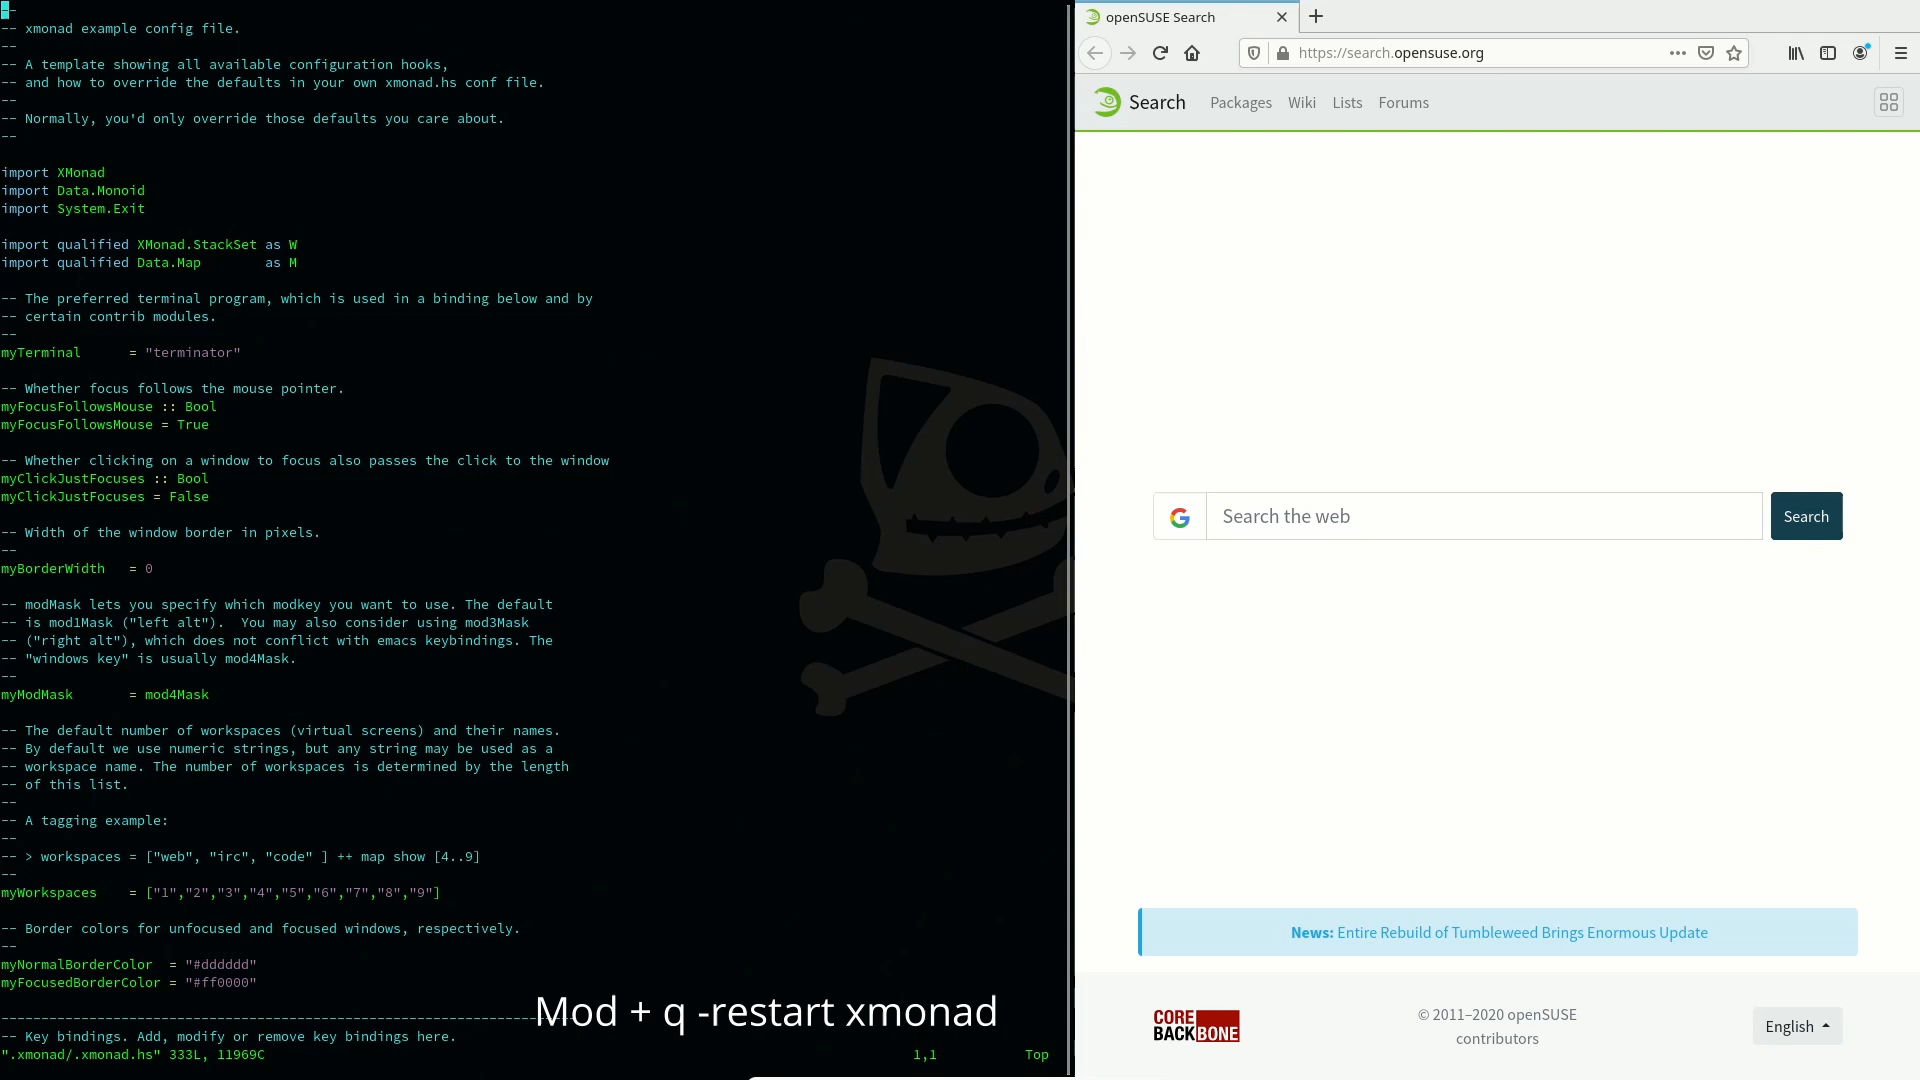 --
-- xmonad example config file.
--
-- A template showing all available configuration hooks,
-- and how to override the defaults in your own xmonad.hs conf file.
--
-- Normally, you'd only override those defaults you care about.
--
import XMonad
import Data.Monoid
import System.Exit
import qualified XMonad.StackSet as W
import qualified Data.Map        as M
-- The preferred terminal program, which is used in a binding below and by
-- certain contrib modules.
--
myTerminal      = "terminator"
-- Whether focus follows the mouse pointer.
myFocusFollowsMouse :: Bool
myFocusFollowsMouse = True
-- Whether clicking on a window to focus also passes the click to the window
myClickJustFocuses :: Bool
myClickJustFocuses = False
-- Width of the window border in pixels.
--
myBorderWidth   = 0
-- modMask lets you specify which modkey you want to use. The default
-- is mod1Mask ("left alt").  You may also consider using mod3Mask
-- ("right alt"), which does not conflict with emacs keybindings. The
-- "windows key" is usually mod4Mask.
--
myModMask       = mod4Mask
-- The default number of workspaces (virtual screens) and their names.
-- By default we use numeric strings, but any string may be used as a
-- workspace name. The number of workspaces is determined by the length
-- of this list.
--
-- A tagging example:
--
-- > workspaces = ["web", "irc", "code" ] ++ map show [4..9]
--
myWorkspaces    = ["1","2","3","4","5","6","7","8","9"]
-- Border colors for unfocused and focused windows, respectively.
--
myNormalBorderColor  = "#dddddd"
myFocusedBorderColor = "#ff0000"
------------------------------------------------------------------------
-- Key bindings. Add, modify or remove key bindings here.
".xmonad/.xmonad.hs" 333L, 11969C 1,1 Top
Mod + q -restart xmonad
openSUSE Search
https://search.opensuse.org
Search Packages Wiki Lists Forums
Search the web
Search
News: Entire Rebuild of Tumbleweed Brings Enormous Update
CORE
BACKBONE
© 2011–2020 openSUSE
contributors
English